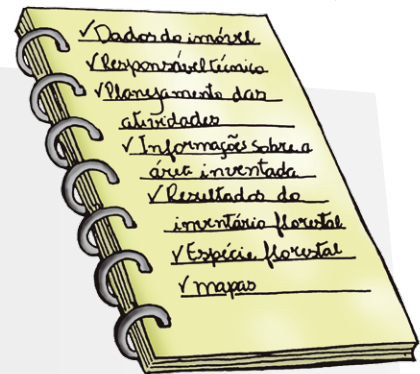 ✓Dados do imóvel
✓Responsável técnico
✓Planejamento das
atividades
✓Informações sobre a
área inventada
✓Resultados do
inventário florestal
✓Espécie florestal
✓mapas